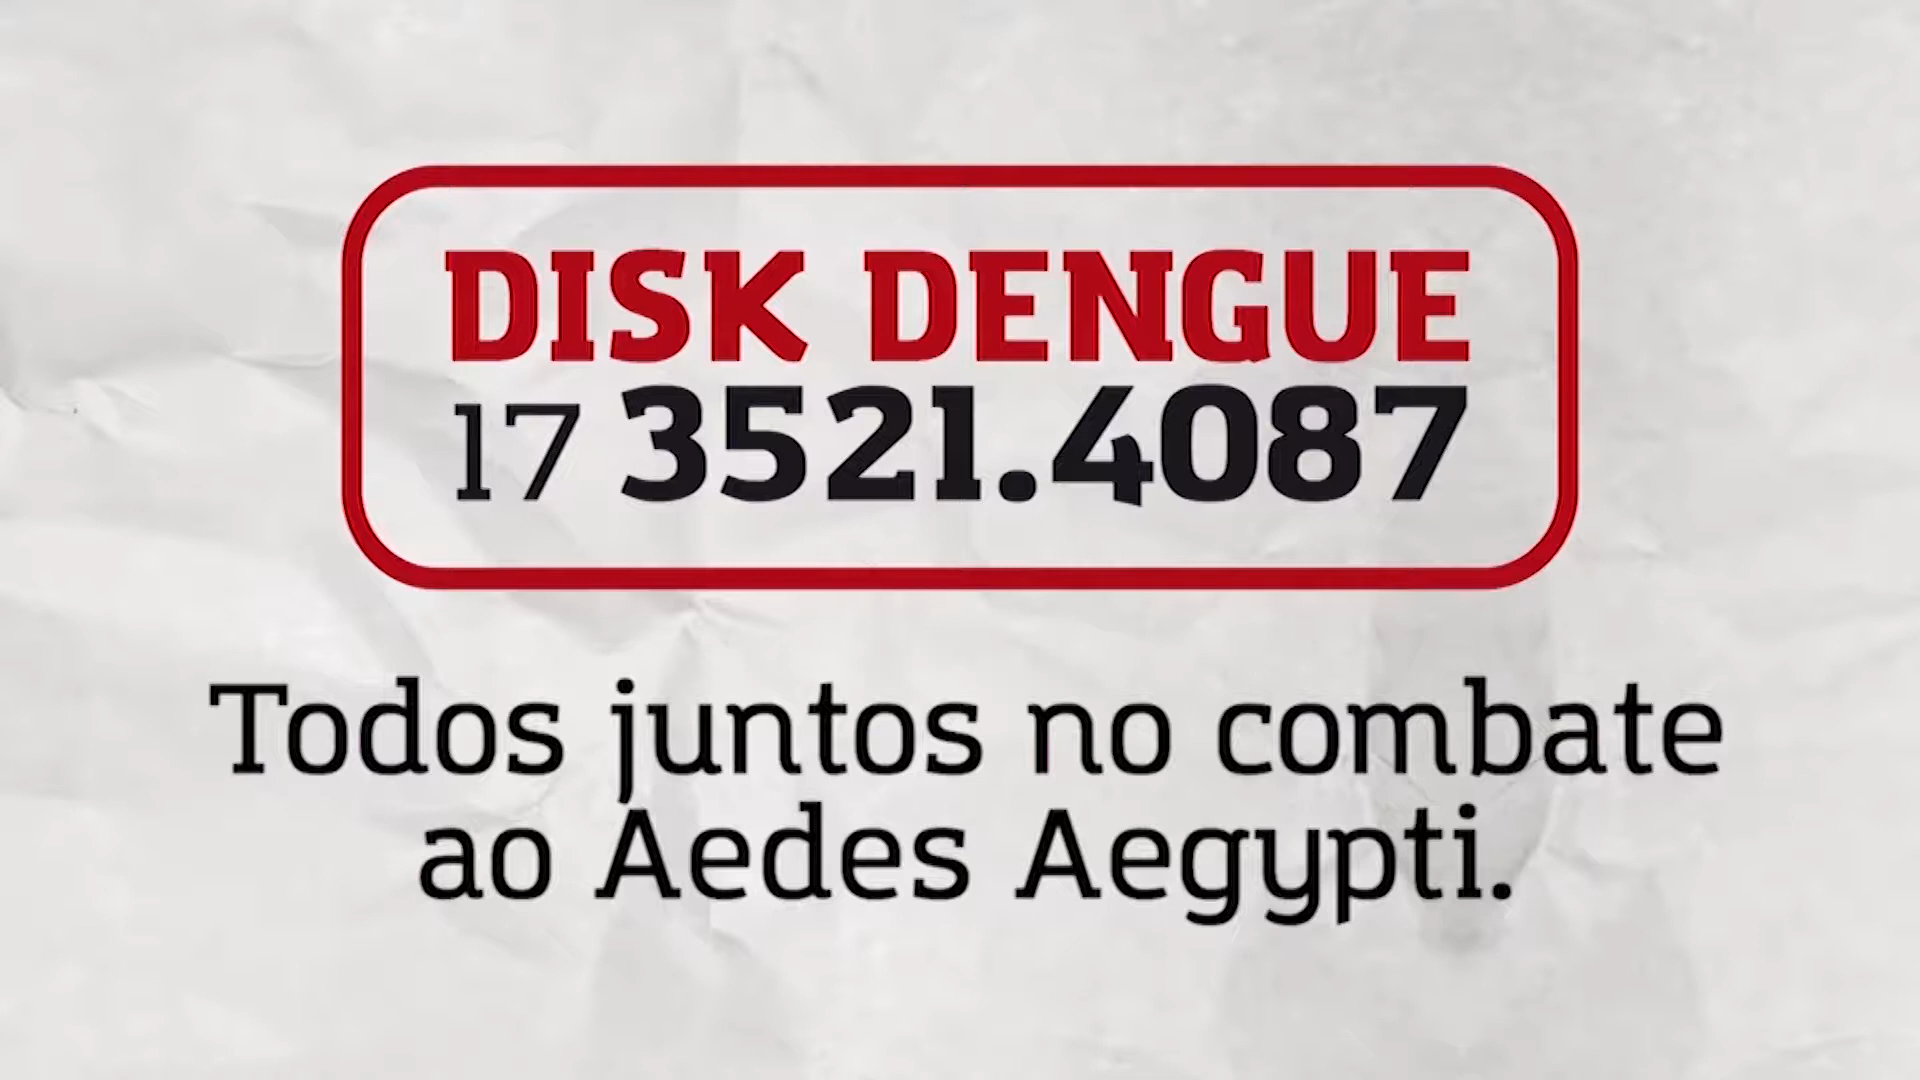 DISK DENGUE
17 3521.4087
Todos juntos no combate
ao Aedes Aegypti.